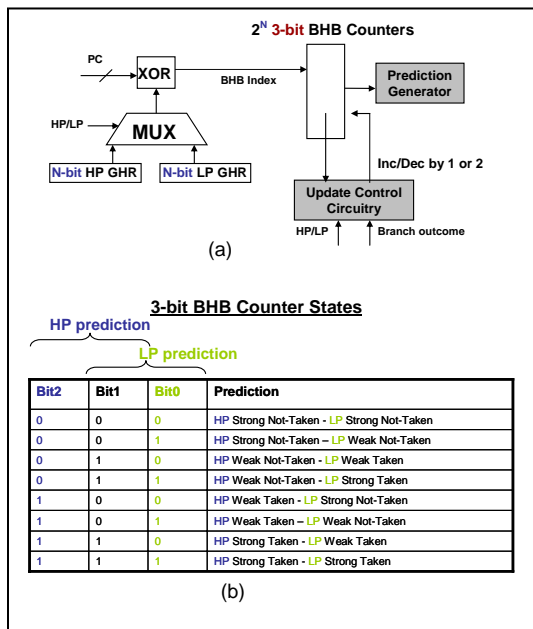 2^N 3-bit BHB Counters
PC
XOR
BHB Index
Prediction
Generator
HP/LP
MUX
N-bit HP GHR
N-bit LP GHR
Inc/Dec by 1 or 2
Update Control
Circuitry
HP/LP
Branch outcome
(a)
3-bit BHB Counter States
HP prediction
LP prediction
Bit2 Bit1 Bit0 Prediction
0 0 0 HP Strong Not-Taken - LP Strong Not-Taken
0 0 1 HP Strong Not-Taken – LP Weak Not-Taken
0 1 0 HP Weak Not-Taken - LP Weak Taken
0 1 1 HP Weak Not-Taken - LP Strong Taken
1 0 0 HP Weak Taken - LP Strong Not-Taken
1 0 1 HP Weak Taken – LP Weak Not-Taken
1 1 0 HP Strong Taken - LP Weak Taken
1 1 1 HP Strong Taken - LP Strong Taken
(b)